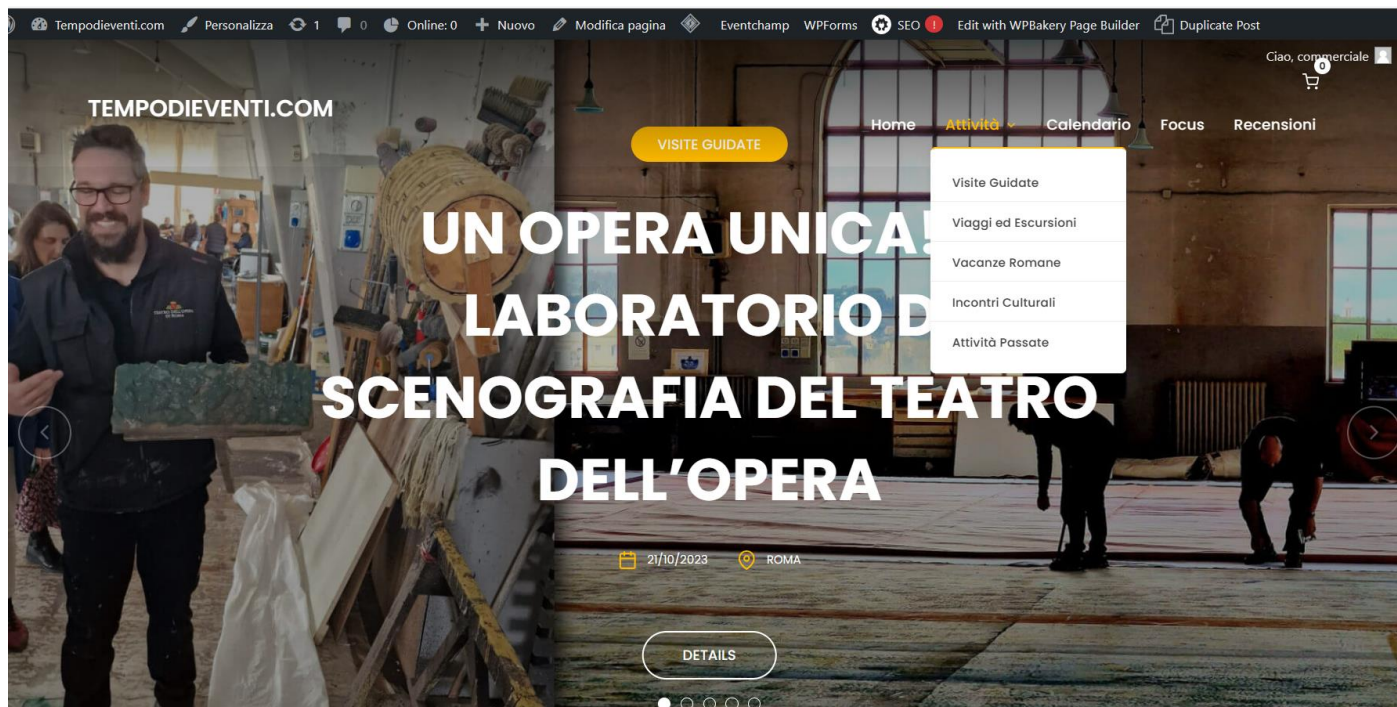 Tempodieventi.com Personalizza 1 0 Online: 0 Nuovo Modifica pagina Eventchamp WPForms SEO ! Edit with WPBakery Page Builder Duplicate Post
Ciao, commerciale
0
TEMPODIEVENTI.COM
Home Attività Calendario Focus Recensioni
VISITE GUIDATE
Visite Guidate
Viaggi ed Escursioni
Vacanze Romane
Incontri Culturali
Attività Passate
UN OPERA UNICA!
LABORATORIO D
SCENOGRAFIA DEL TEATRO
DELL'OPERA
21/10/2023 ROMA
DETAILS